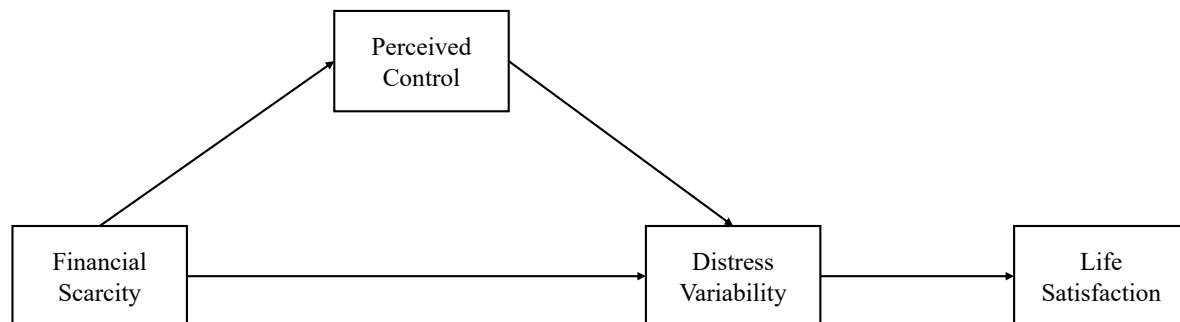 Perceived
Control
Financial
Scarcity
Distress
Variability
Life
Satisfaction